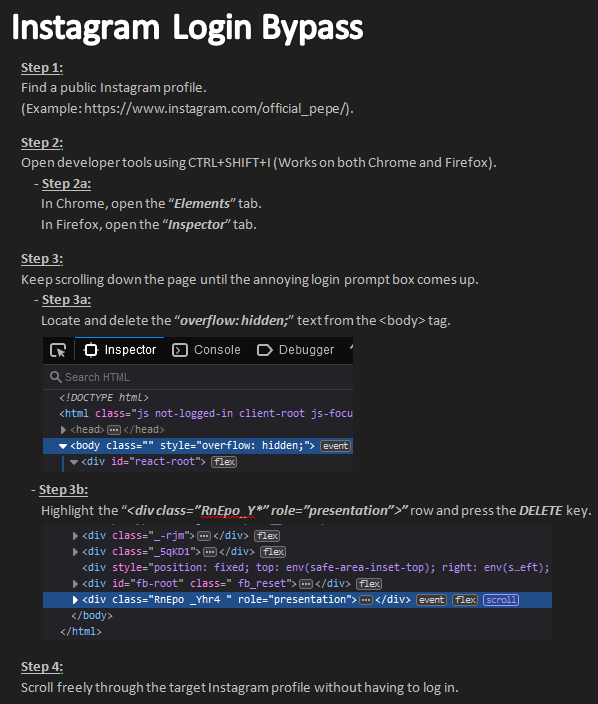 Instagram Login Bypass
Step 1:
Find a public Instagram profile.
(Example: https://www.instagram.com/official_pepe/).
Step 2:
Open developer tools using CTRL+SHIFT+I (Works on both Chrome and Firefox).
- Step 2a:
In Chrome, open the “Elements” tab.
In Firefox, open the “Inspector” tab.
Step 3:
Keep scrolling down the page until the annoying login prompt box comes up.
- Step 3a:
Locate and delete the “overflow: hidden;” text from the <body> tag.
Inspector Console Debugger
Search HTML
<!DOCTYPE html>
<html class="js not-logged-in client-root js-focu
<head> ••• </head>
<body class="" style="overflow: hidden;"> event
<div id="react-root"> flex
- Step 3b:
Highlight the “<div class=”RnEpo_Y*” role=”presentation”>” row and press the DELETE key.
<div class="_-rjm"> ••• </div> flex
<div class="_5qKD1"> ••• </div> flex
<div style="position: fixed; top: env(safe-area-inset-top); right: env(s…eft);
<div id="fb-root" class=" fb_reset"> ••• </div> flex
<div class="RnEpo _Yhr4 " role="presentation"> ••• </div> event flex scroll
</body>
</html>
Step 4:
Scroll freely through the target Instagram profile without having to log in.